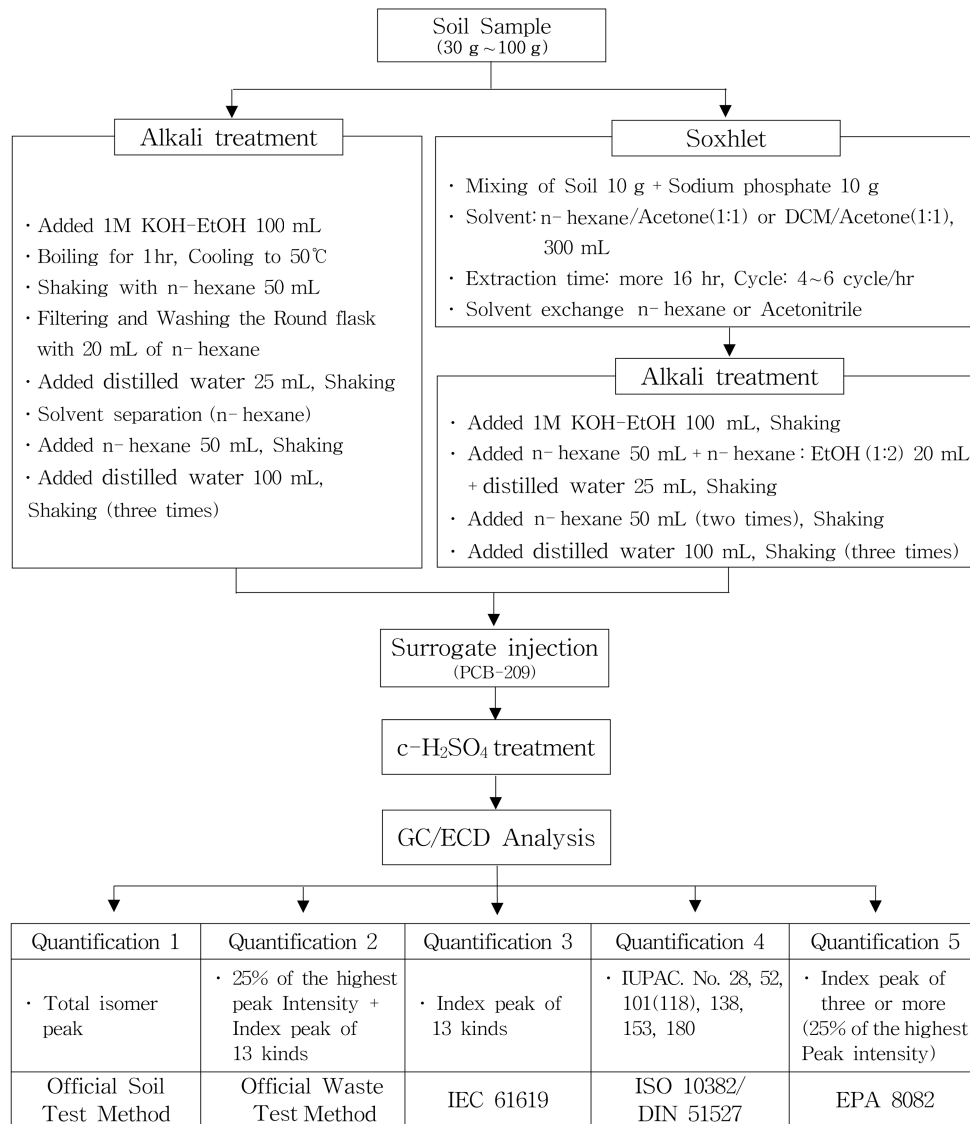 Soil Sample
(30 g ~ 100 g)
Alkali treatment
· Added 1M KOH-EtOH 100 mL
· Boiling for 1hr, Cooling to 50℃
· Shaking with n-hexane 50 mL
· Filtering and Washing the Round flask
with 20 mL of n-hexane
· Added distilled water 25 mL, Shaking
· Solvent separation (n-hexane)
· Added n-hexane 50 mL, Shaking
· Added distilled water 100 mL,
Shaking (three times)
Soxhlet
· Mixing of Soil 10 g + Sodium phosphate 10 g
· Solvent: n-hexane/Acetone(1:1) or DCM/Acetone(1:1),
300 mL
· Extraction time: more 16 hr, Cycle: 4~6 cycle/hr
· Solvent exchange n-hexane or Acetonitrile
Alkali treatment
· Added 1M KOH-EtOH 100 mL, Shaking
· Added n-hexane 50 mL + n-hexane : EtOH (1:2) 20 mL
+ distilled water 25 mL, Shaking
· Added n-hexane 50 mL (two times), Shaking
· Added distilled water 100 mL, Shaking (three times)
Surrogate injection
(PCB-209)
c-H₂SO₄ treatment
GC/ECD Analysis
Quantification 1
Quantification 2
Quantification 3
Quantification 4
Quantification 5
· Total isomer
peak
· 25% of the highest
peak Intensity +
Index peak of
13 kinds
· Index peak of
13 kinds
· IUPAC. No. 28, 52,
101(118), 138,
153, 180
· Index peak of
three or more
(25% of the highest
Peak intensity)
Official Soil
Test Method
Official Waste
Test Method
IEC 61619
ISO 10382/
DIN 51527
EPA 8082